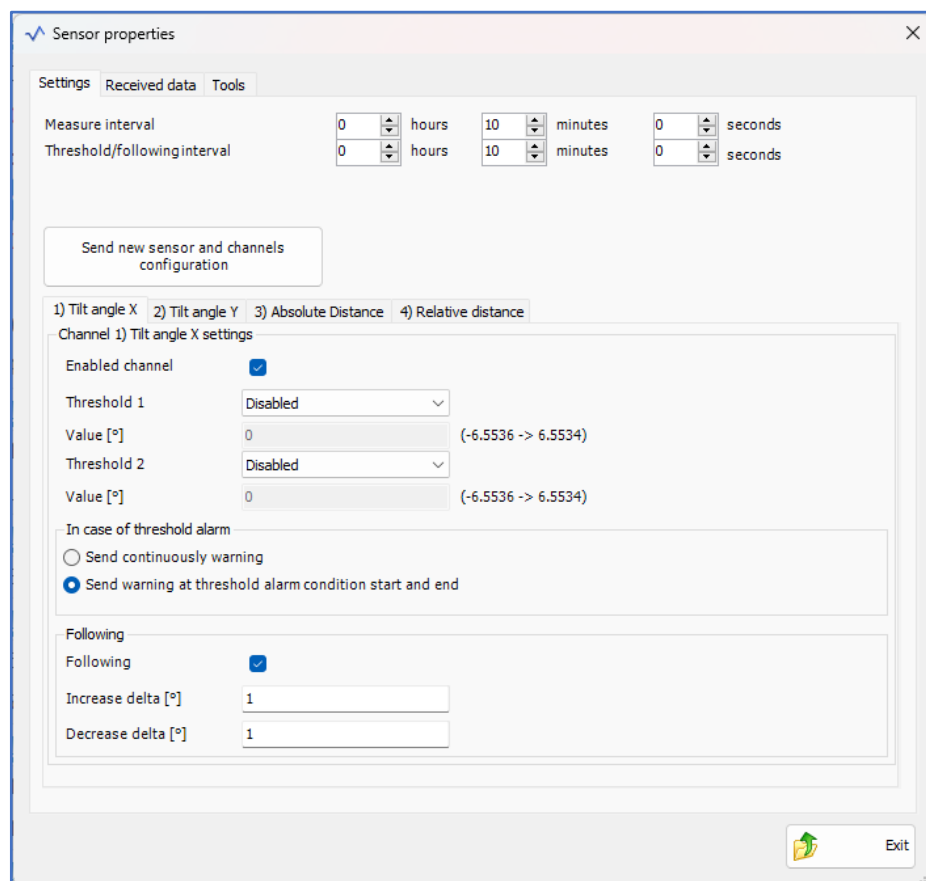 Sensor properties
Settings Received data Tools
Measure interval 0 hours 10 minutes 0 seconds
Threshold/following interval 0 hours 10 minutes 0 seconds
Send new sensor and channels
configuration
1) Tilt angle X 2) Tilt angle Y 3) Absolute Distance 4) Relative distance
Channel 1) Tilt angle X settings
Enabled channel
Threshold 1 Disabled
Value [°] 0 (-6.5536 -> 6.5534)
Threshold 2 Disabled
Value [°] 0 (-6.5536 -> 6.5534)
In case of threshold alarm
Send continuously warning
Send warning at threshold alarm condition start and end
Following
Following
Increase delta [°] 1
Decrease delta [°] 1
Exit